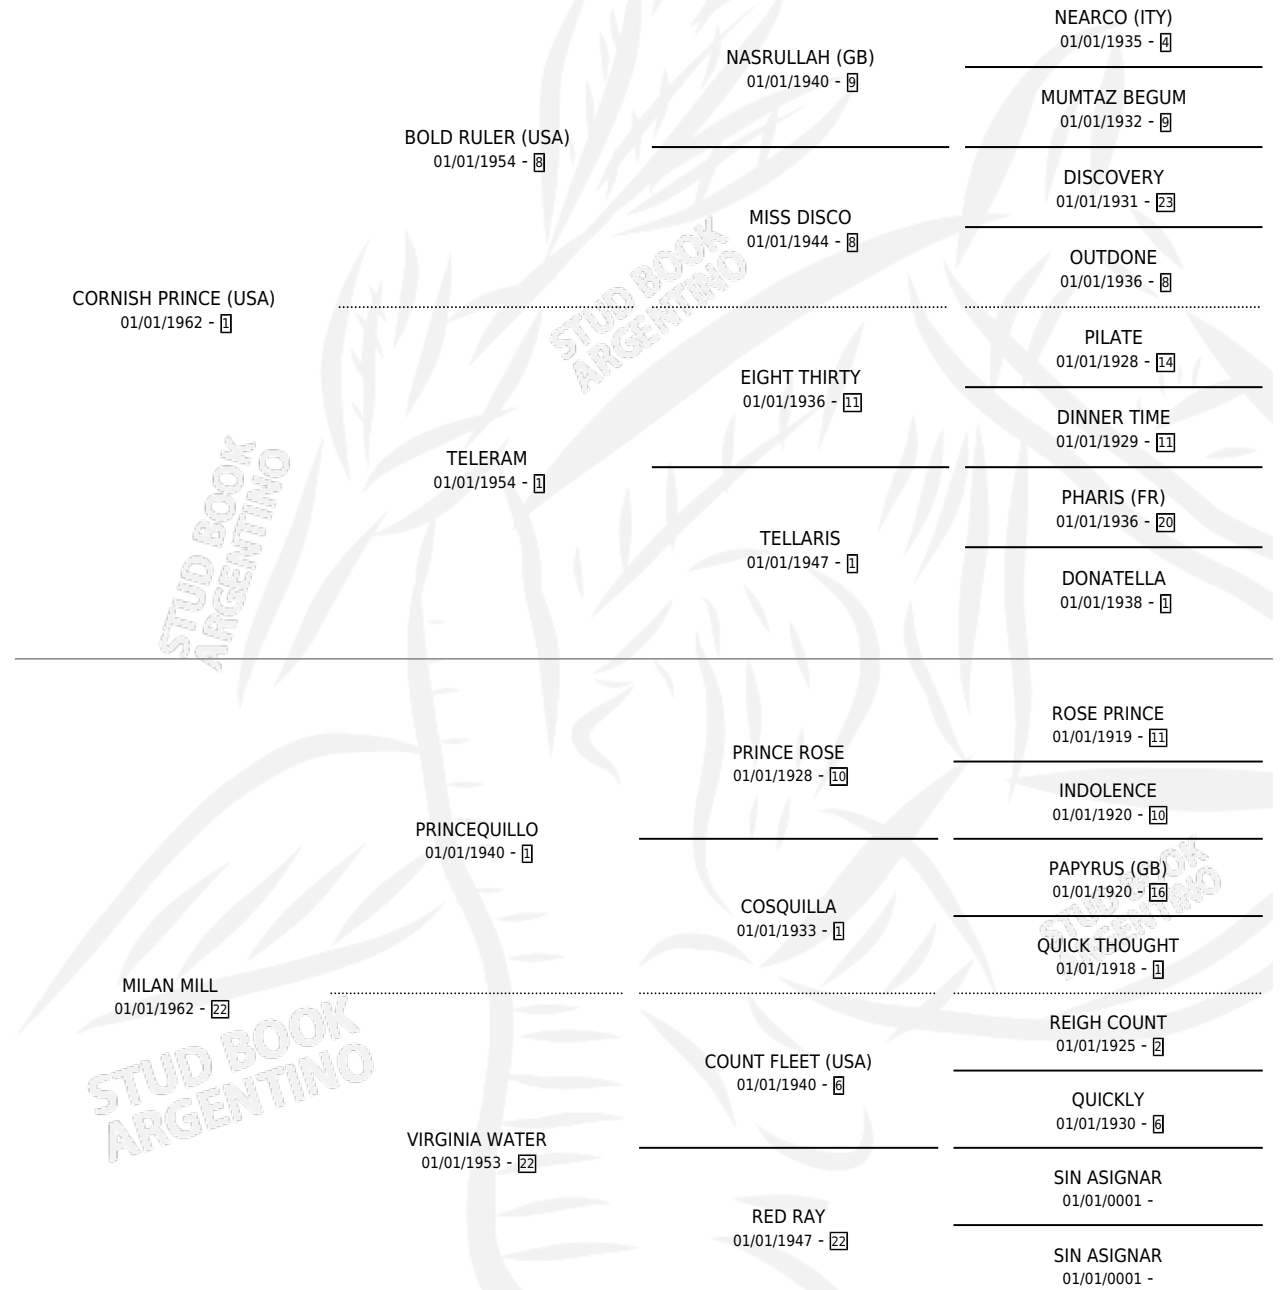 NEARCO (ITY)
01/01/1935 - 4
NASRULLAH (GB)
01/01/1940 - 9
MUMTAZ BEGUM
01/01/1932 - 9
BOLD RULER (USA)
01/01/1954 - 8
DISCOVERY
01/01/1931 - 23
MISS DISCO
01/01/1944 - 8
OUTDONE
01/01/1936 - 8
CORNISH PRINCE (USA)
01/01/1962 - 1
PILATE
01/01/1928 - 14
EIGHT THIRTY
01/01/1936 - 11
DINNER TIME
01/01/1929 - 11
TELERAM
01/01/1954 - 1
PHARIS (FR)
01/01/1936 - 20
TELLARIS
01/01/1947 - 1
DONATELLA
01/01/1938 - 1
ROSE PRINCE
01/01/1919 - 11
PRINCE ROSE
01/01/1928 - 10
INDOLENCE
01/01/1920 - 10
PRINCEQUILLO
01/01/1940 - 1
PAPYRUS (GB)
01/01/1920 - 16
COSQUILLA
01/01/1933 - 1
QUICK THOUGHT
01/01/1918 - 1
MILAN MILL
01/01/1962 - 22
REIGH COUNT
01/01/1925 - 2
COUNT FLEET (USA)
01/01/1940 - 6
QUICKLY
01/01/1930 - 6
VIRGINIA WATER
01/01/1953 - 22
SIN ASIGNAR
01/01/0001 -
RED RAY
01/01/1947 - 22
SIN ASIGNAR
01/01/0001 -
STUD BOOK
ARGENTINO
STUD BOOK
ARGENTINO
STUD BOOK
ARGENTINO
STUD BOOK
ARGENTINO